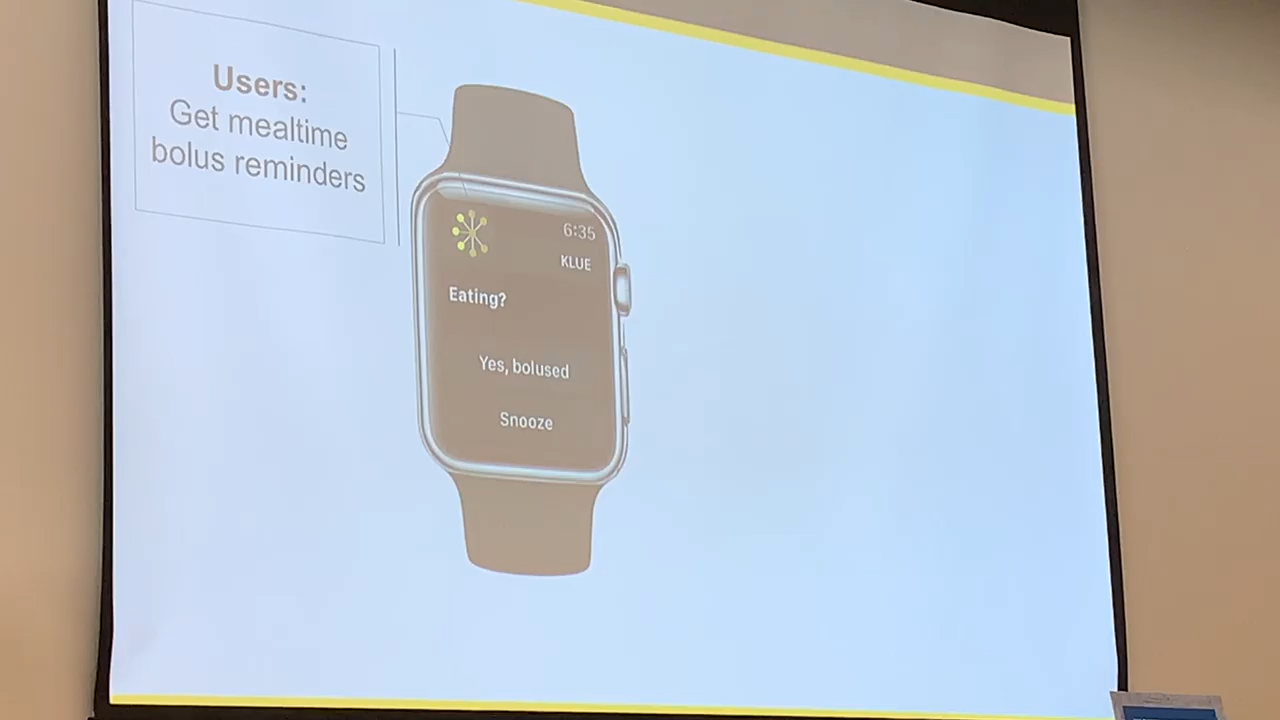 Users:
Get mealtime
bolus reminders
6:35
KLUE
Eating?
Yes, bolused
Snooze